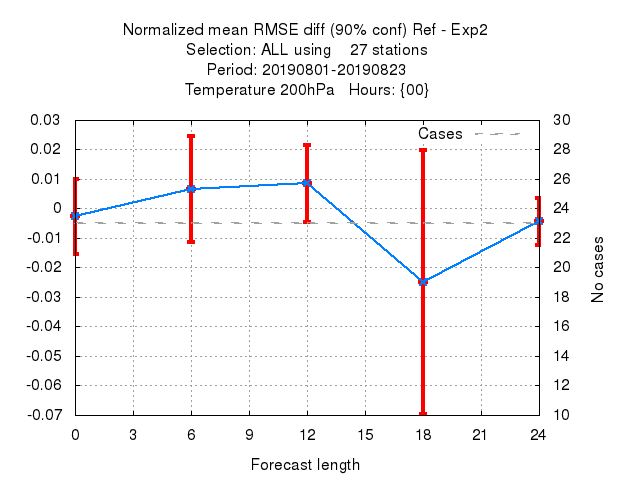 Normalized mean RMSE diff (90% conf) Ref - Exp2
Selection: ALL using    27 stations
Period: 20190801-20190823
Temperature 200hPa   Hours: {00}
Cases
0.03
0.02
0.01
0
-0.01
-0.02
-0.03
-0.04
-0.05
-0.06
-0.07
30
28
26
24
22
20
18
16
14
12
10
No cases
0 3 6 9 12 15 18 21 24
Forecast length